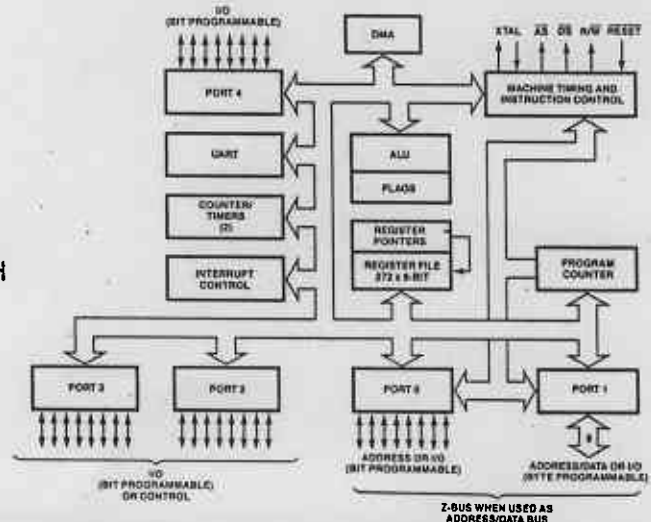 I/O
(BIT PROGRAMMABLE)
DMA
XTAL AS DS R/W RESET
PORT 4
MACHINE TIMING AND
INSTRUCTION CONTROL
UART
ALU
FLAGS
COUNTER/
TIMERS
(2)
REGISTER
POINTERS
REGISTER FILE
272 x 8-BIT
INTERRUPT
CONTROL
PROGRAM
COUNTER
PORT 3
PORT 2
PORT 0
PORT 1
8
I/O
(BIT PROGRAMMABLE)
OR CONTROL
ADDRESS OR I/O
(BIT PROGRAMMABLE)
ADDRESS/DATA OR I/O
(BYTE PROGRAMMABLE)
Z-BUS WHEN USED AS
ADDRESS/DATA BUS